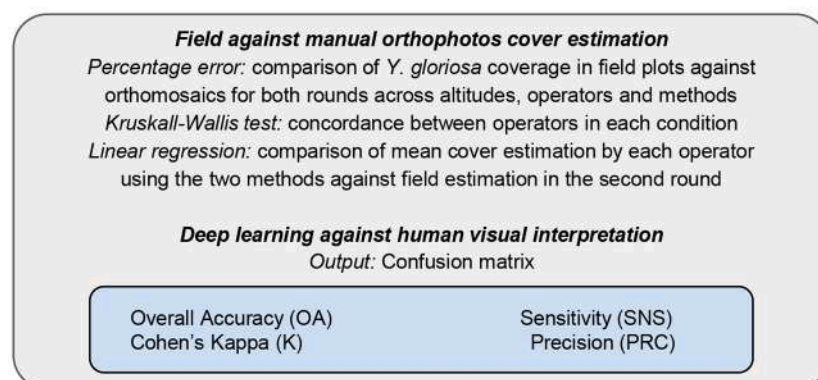 Field against manual orthophotos cover estimation
Percentage error: comparison of Y. gloriosa coverage in field plots against
orthomosaics for both rounds across altitudes, operators and methods
Kruskall-Wallis test: concordance between operators in each condition
Linear regression: comparison of mean cover estimation by each operator
using the two methods against field estimation in the second round
Deep learning against human visual interpretation
Output: Confusion matrix
Overall Accuracy (OA) Sensitivity (SNS)
Cohen's Kappa (K) Precision (PRC)